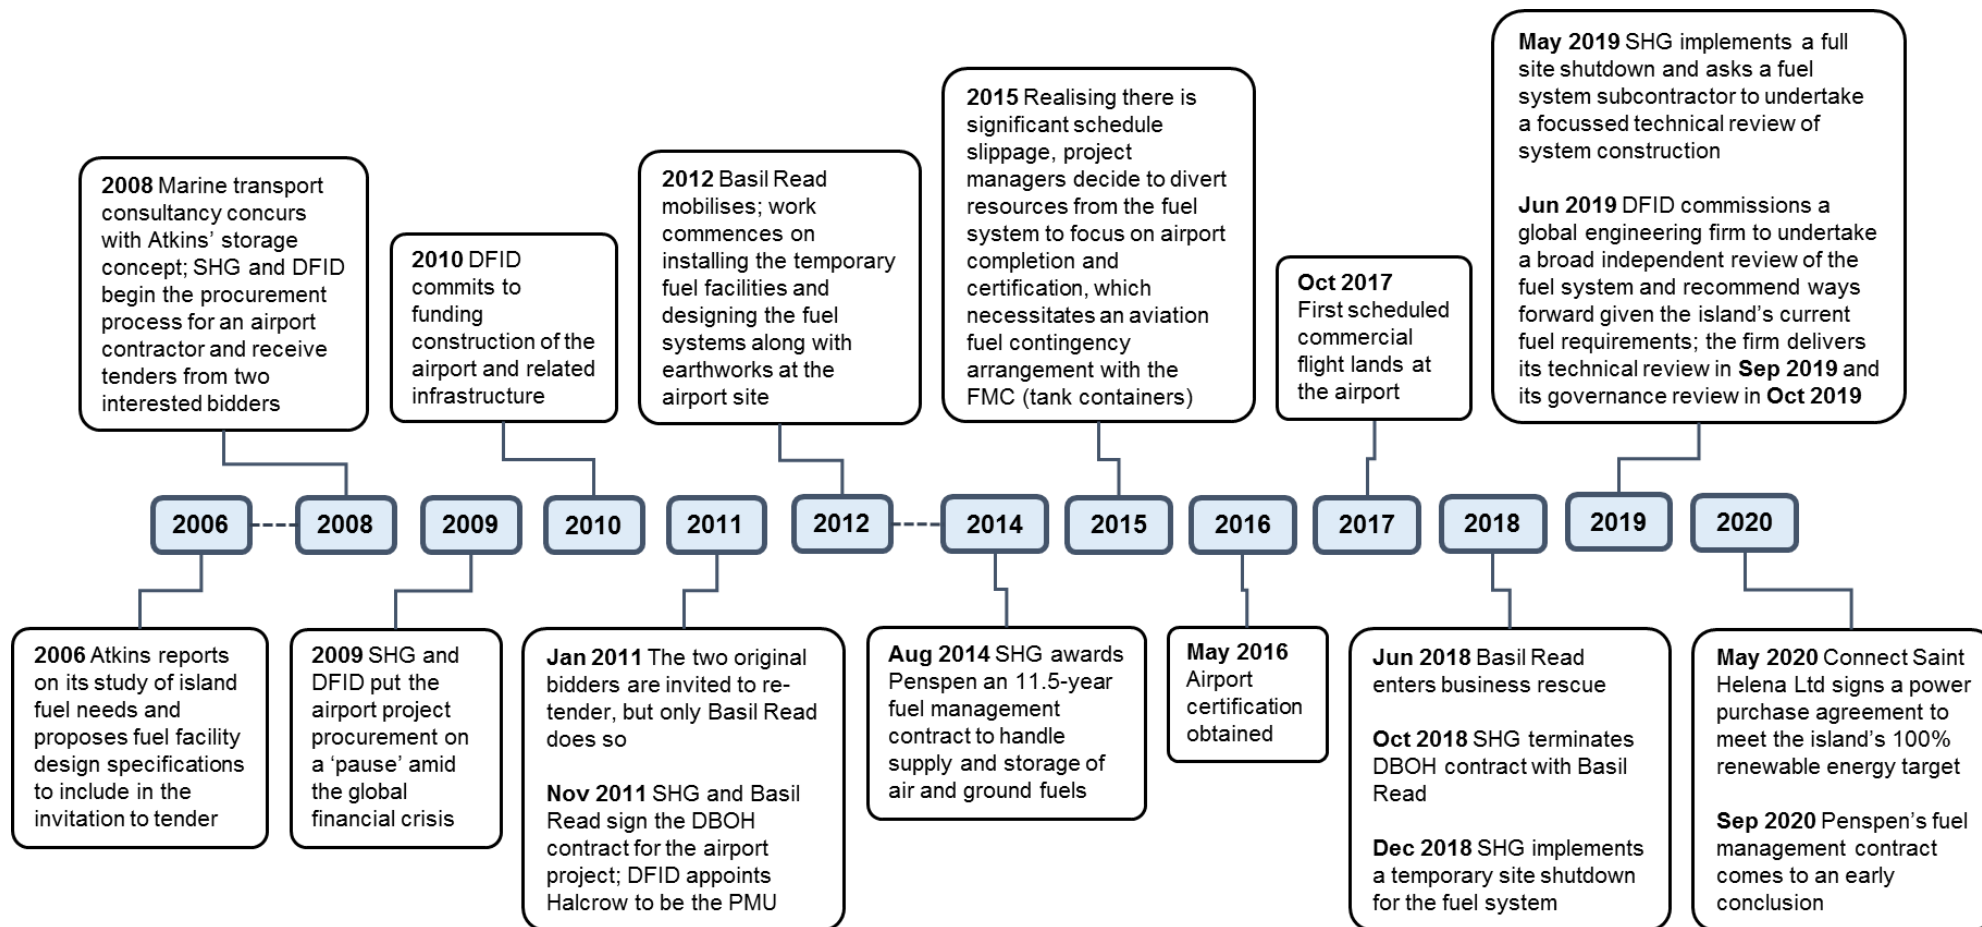 2008 Marine transport
consultancy concurs
with Atkins’ storage
concept; SHG and DFID
begin the procurement
process for an airport
contractor and receive
tenders from two
interested bidders
2010 DFID
commits to
funding
construction of the
airport and related
infrastructure
2012 Basil Read
mobilises; work
commences on
installing the temporary
fuel facilities and
designing the fuel
systems along with
earthworks at the
airport site
2015 Realising there is
significant schedule
slippage, project
managers decide to divert
resources from the fuel
system to focus on airport
completion and
certification, which
necessitates an aviation
fuel contingency
arrangement with the
FMC (tank containers)
Oct 2017
First scheduled
commercial
flight lands at
the airport
May 2019 SHG implements a full
site shutdown and asks a fuel
system subcontractor to undertake
a focussed technical review of
system construction
Jun 2019 DFID commissions a
global engineering firm to undertake
a broad independent review of the
fuel system and recommend ways
forward given the island’s current
fuel requirements; the firm delivers
its technical review in Sep 2019 and
its governance review in Oct 2019
2006
2008
2009
2010
2011
2012
2014
2015
2016
2017
2018
2019
2020
2006 Atkins reports
on its study of island
fuel needs and
proposes fuel facility
design specifications
to include in the
invitation to tender
2009 SHG and
DFID put the
airport project
procurement on
a ‘pause’ amid
the global
financial crisis
Jan 2011 The two original
bidders are invited to re-
tender, but only Basil Read
does so
Nov 2011 SHG and Basil
Read sign the DBOH
contract for the airport
project; DFID appoints
Halcrow to be the PMU
Aug 2014 SHG awards
Penspen an 11.5-year
fuel management
contract to handle
supply and storage of
air and ground fuels
May 2016
Airport
certification
obtained
Jun 2018 Basil Read
enters business rescue
Oct 2018 SHG terminates
DBOH contract with Basil
Read
Dec 2018 SHG implements
a temporary site shutdown
for the fuel system
May 2020 Connect Saint
Helena Ltd signs a power
purchase agreement to
meet the island’s 100%
renewable energy target
Sep 2020 Penspen’s fuel
management contract
comes to an early
conclusion